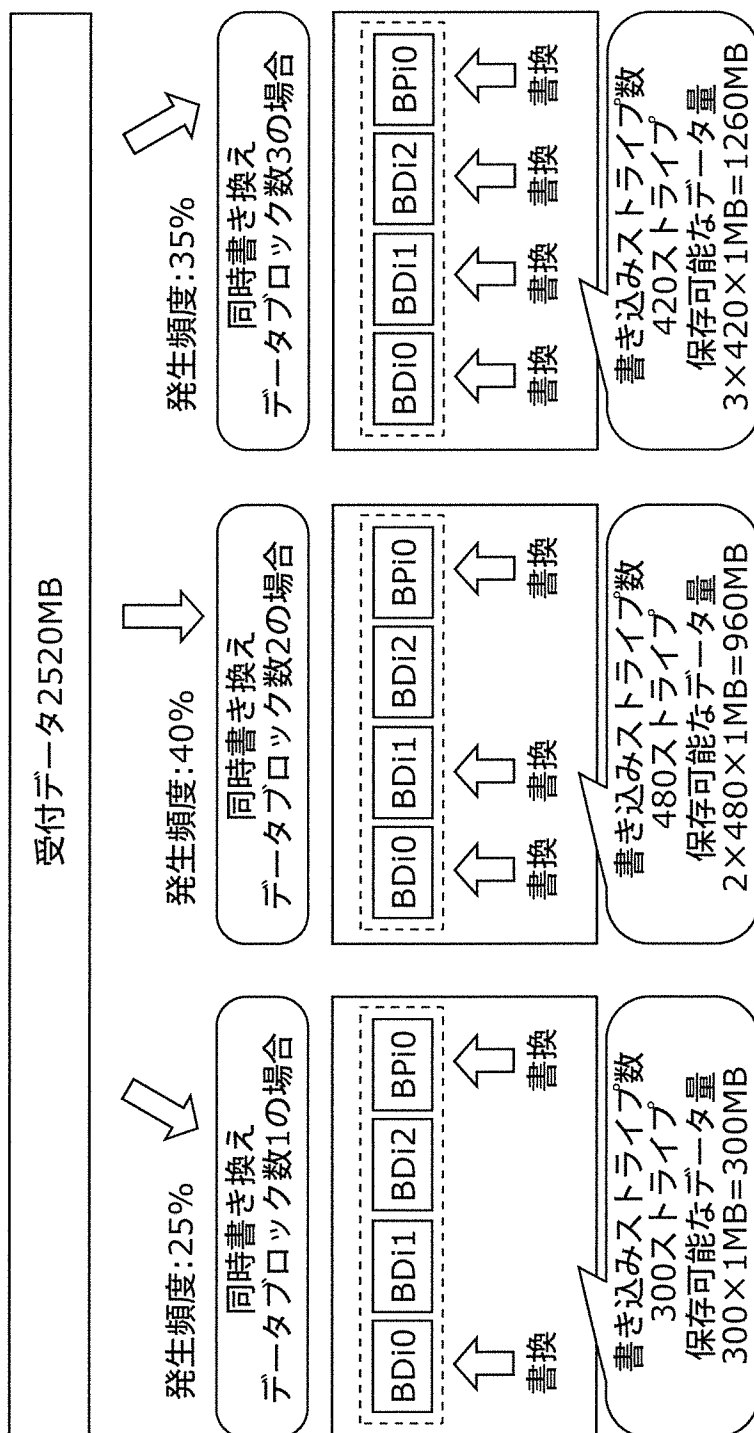 受付データ2520MB
発生頻度:25%
同時書き換え
データブロック数1の場合
BDi0 BDi1 BDi2 BPi0
書換 書換
書き込みストライプ数
300ストライプ
保存可能なデータ量
300×1MB=300MB
発生頻度:40%
同時書き換え
データブロック数2の場合
BDi0 BDi1 BDi2 BPi0
書換 書換 書換
書き込みストライプ数
480ストライプ
保存可能なデータ量
2×480×1MB=960MB
発生頻度:35%
同時書き換え
データブロック数3の場合
BDi0 BDi1 BDi2 BPi0
書換 書換 書換 書換
書き込みストライプ数
420ストライプ
保存可能なデータ量
3×420×1MB=1260MB